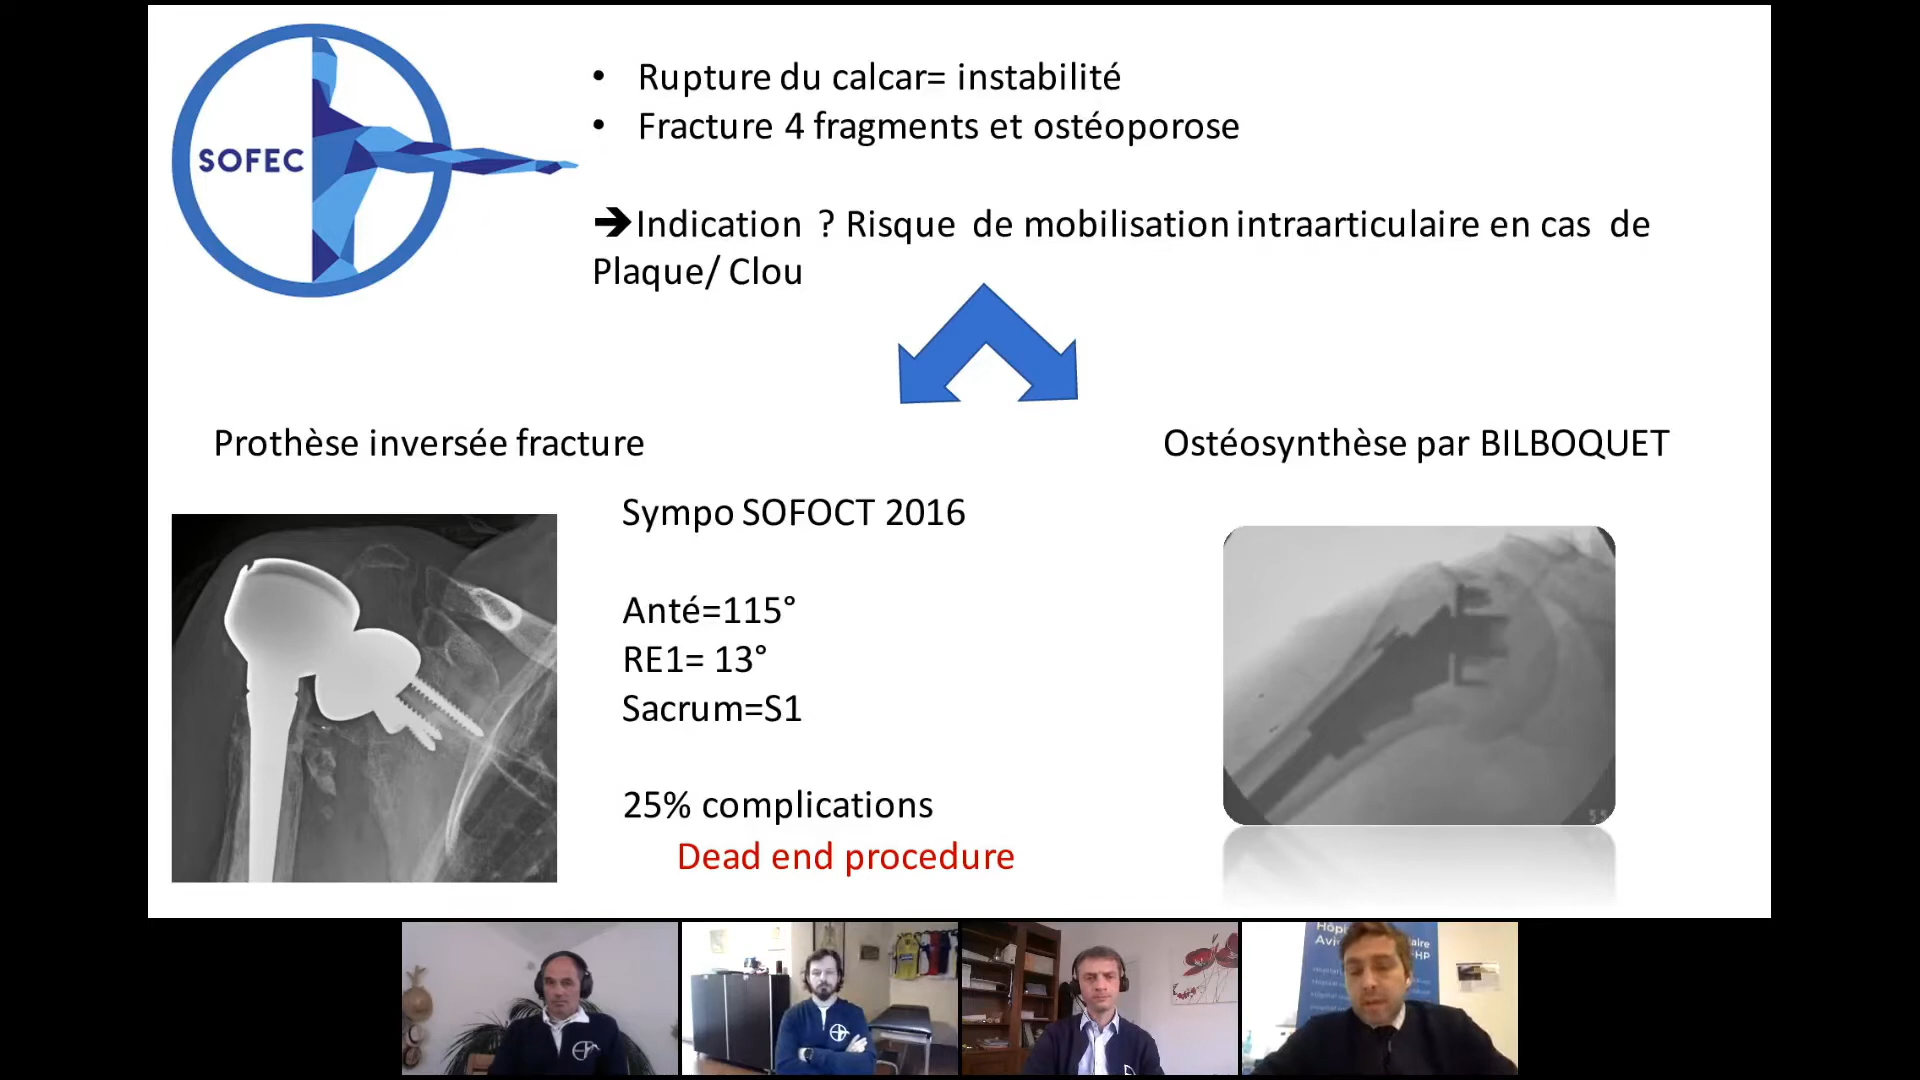 SOFEC
• Rupture du calcar= instabilité
• Fracture 4 fragments et ostéoporose
➔Indication ? Risque de mobilisation intraarticulaire en cas de
Plaque/ Clou
Prothèse inversée fracture
Ostéosynthèse par BILBOQUET
Sympo SOFOCT 2016
Anté=115°
RE1= 13°
Sacrum=S1
25% complications
Dead end procedure